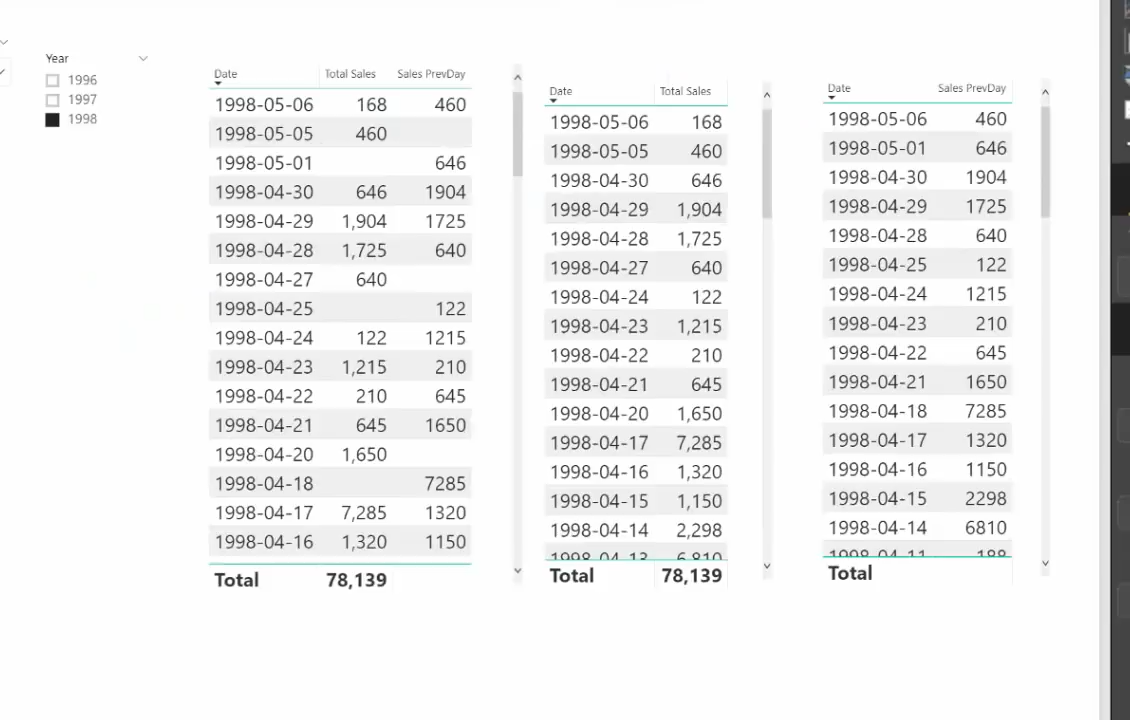 Year
1996
1997
1998
Date Total Sales Sales PrevDay
1998-05-06 168 460
1998-05-05 460
1998-05-01 646
1998-04-30 646 1904
1998-04-29 1,904 1725
1998-04-28 1,725 640
1998-04-27 640
1998-04-25 122
1998-04-24 122 1215
1998-04-23 1,215 210
1998-04-22 210 645
1998-04-21 645 1650
1998-04-20 1,650
1998-04-18 7285
1998-04-17 7,285 1320
1998-04-16 1,320 1150
Total 78,139
Date Total Sales
1998-05-06 168
1998-05-05 460
1998-04-30 646
1998-04-29 1,904
1998-04-28 1,725
1998-04-27 640
1998-04-24 122
1998-04-23 1,215
1998-04-22 210
1998-04-21 645
1998-04-20 1,650
1998-04-17 7,285
1998-04-16 1,320
1998-04-15 1,150
1998-04-14 2,298
1998-04-13 6,810
Total 78,139
Date Sales PrevDay
1998-05-06 460
1998-05-01 646
1998-04-30 1904
1998-04-29 1725
1998-04-28 640
1998-04-25 122
1998-04-24 1215
1998-04-23 210
1998-04-22 645
1998-04-21 1650
1998-04-18 7285
1998-04-17 1320
1998-04-16 1150
1998-04-15 2298
1998-04-14 6810
1998-04-11 188
Total